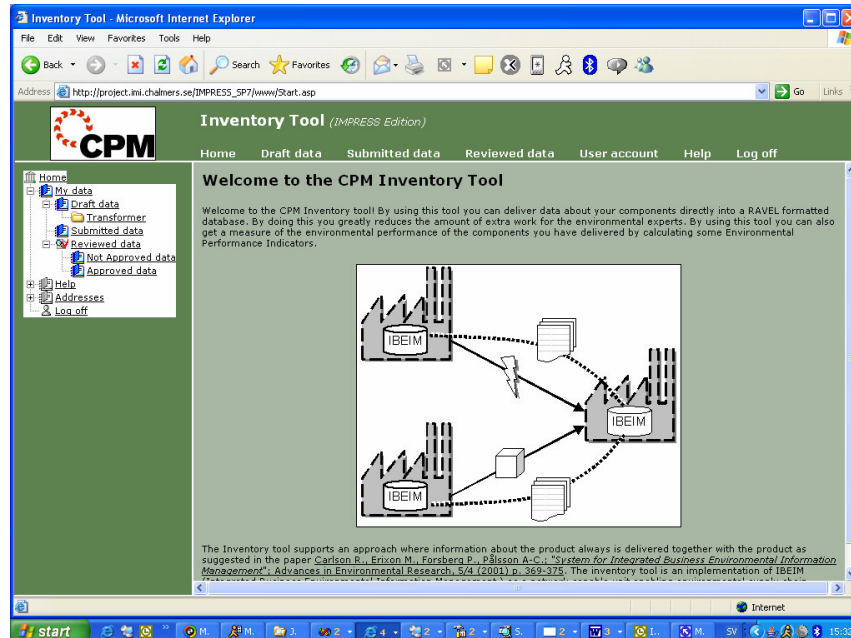 Inventory Tool - Microsoft Internet Explorer
File Edit View Favorites Tools Help
Back Search Favorites
Address http://project.imi.chalmers.se/IMPRESS_SP7/www/Start.asp Go Links
CPM
Inventory Tool (IMPRESS Edition)
Home Draft data Submitted data Reviewed data User account Help Log off
Home
My data
Draft data
Transformer
Submitted data
Reviewed data
Not Approved data
Approved data
Help
Addresses
Log off
Welcome to the CPM Inventory Tool
Welcome to the CPM Inventory tool! By using this tool you can deliver data about your components directly into a RAVEL formatted
database. By doing this you greatly reduces the amount of extra work for the environmental experts. By using this tool you can also
get a measure of the environmental performance of the components you have delivered by calculating some Environmental
Performance Indicators.
IBEIM
IBEIM
IBEIM
The Inventory tool supports an approach where information about the product always is delivered together with the product as
suggested in the paper Carlson R., Erixon M., Forsberg P., Pålsson A-C.; "System for Integrated Business Environmental Information
Management"; Advances in Environmental Research, 5/4 (2001) p. 369-375. The inventory tool is an implementation of IBEIM
Internet
start M. M. J. 2 4 2 2 S. 2 3 I.. M. SV 15:33